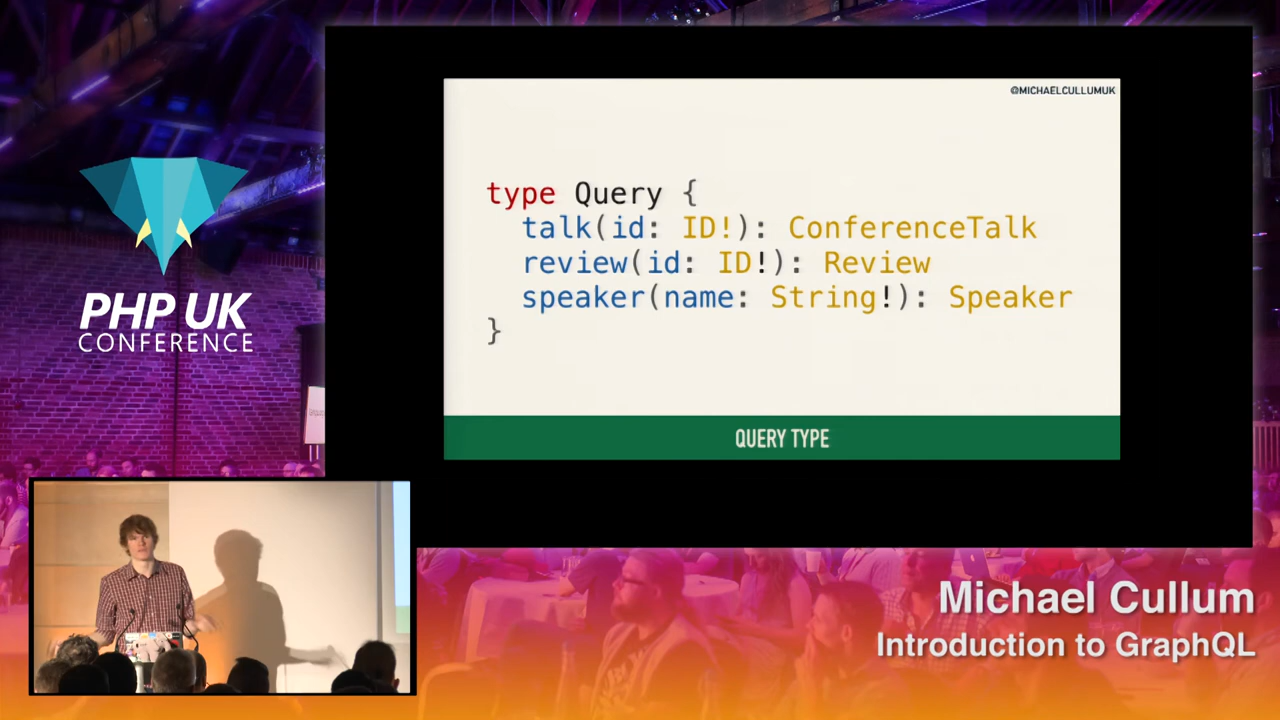 @MICHAELCULLUMUK
type Query {
talk(id: ID!): ConferenceTalk
review(id: ID!): Review
speaker(name: String!): Speaker
}
QUERY TYPE
PHP UK
CONFERENCE
Michael Cullum
Introduction to GraphQL